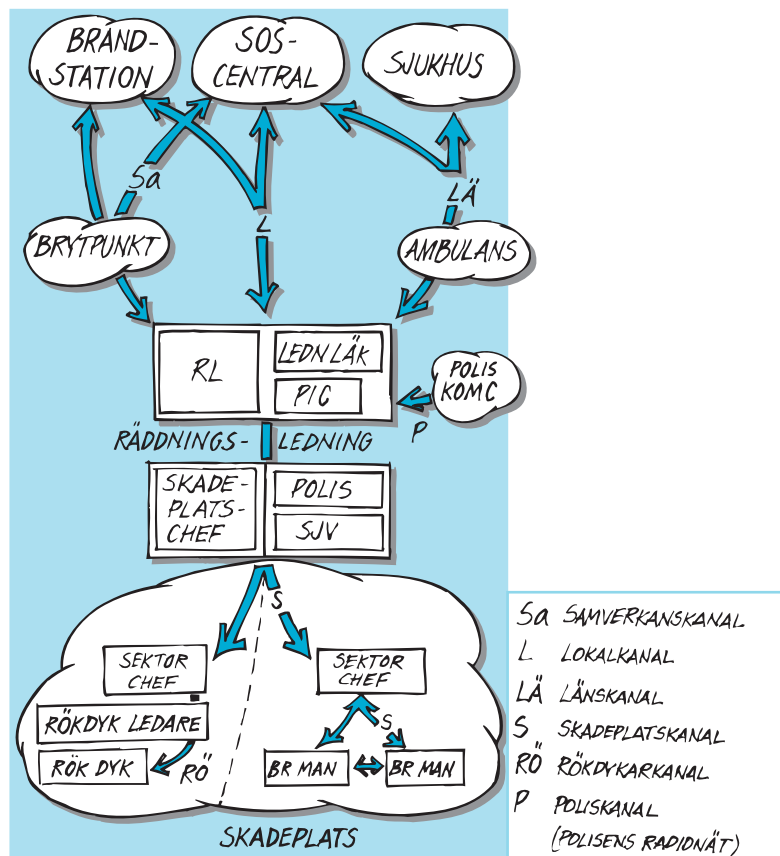 BRAND-
STATION
SOS-
CENTRAL
SJUKHUS
Sa
L
LÄ
BRYTPUNKT
AMBULANS
RL
LEDN LÄK
PIC
POLIS
KOMC
P
RÄDDNINGS- LEDNING
SKADE-
PLATS-
CHEF
POLIS
SJV
S
SEKTOR
CHEF
SEKTOR
CHEF
RÖKDYK LEDARE
S
RÖK DYK
RÖ
BR MAN
BR MAN
SKADEPLATS
Sa SAMVERKANSKANAL
L LOKALKANAL
LÄ LÄNSKANAL
S SKADEPLATSKANAL
RÖ RÖKDYKARKANAL
P POLISKANAL
(POLISENS RADIONÄT)